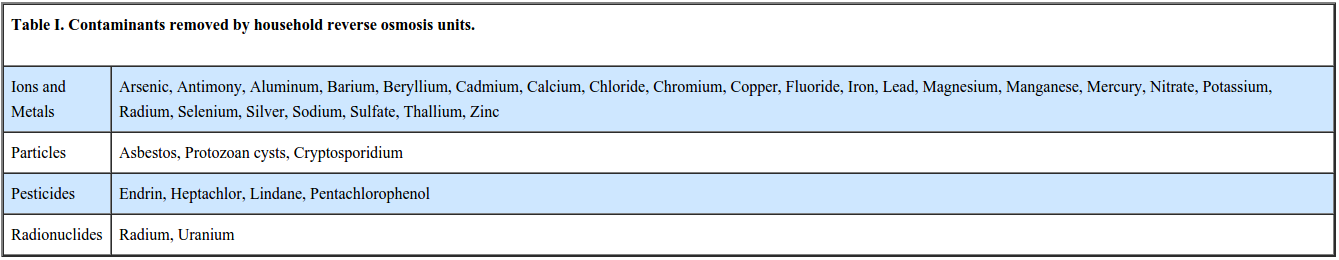 Table I. Contaminants removed by household reverse osmosis units.
Ions and Metals
Arsenic, Antimony, Aluminum, Barium, Beryllium, Cadmium, Calcium, Chloride, Chromium, Copper, Fluoride, Iron, Lead, Magnesium, Manganese, Mercury, Nitrate, Potassium,
Radium, Selenium, Silver, Sodium, Sulfate, Thallium, Zinc
Particles
Asbestos, Protozoan cysts, Cryptosporidium
Pesticides
Endrin, Heptachlor, Lindane, Pentachlorophenol
Radionuclides
Radium, Uranium